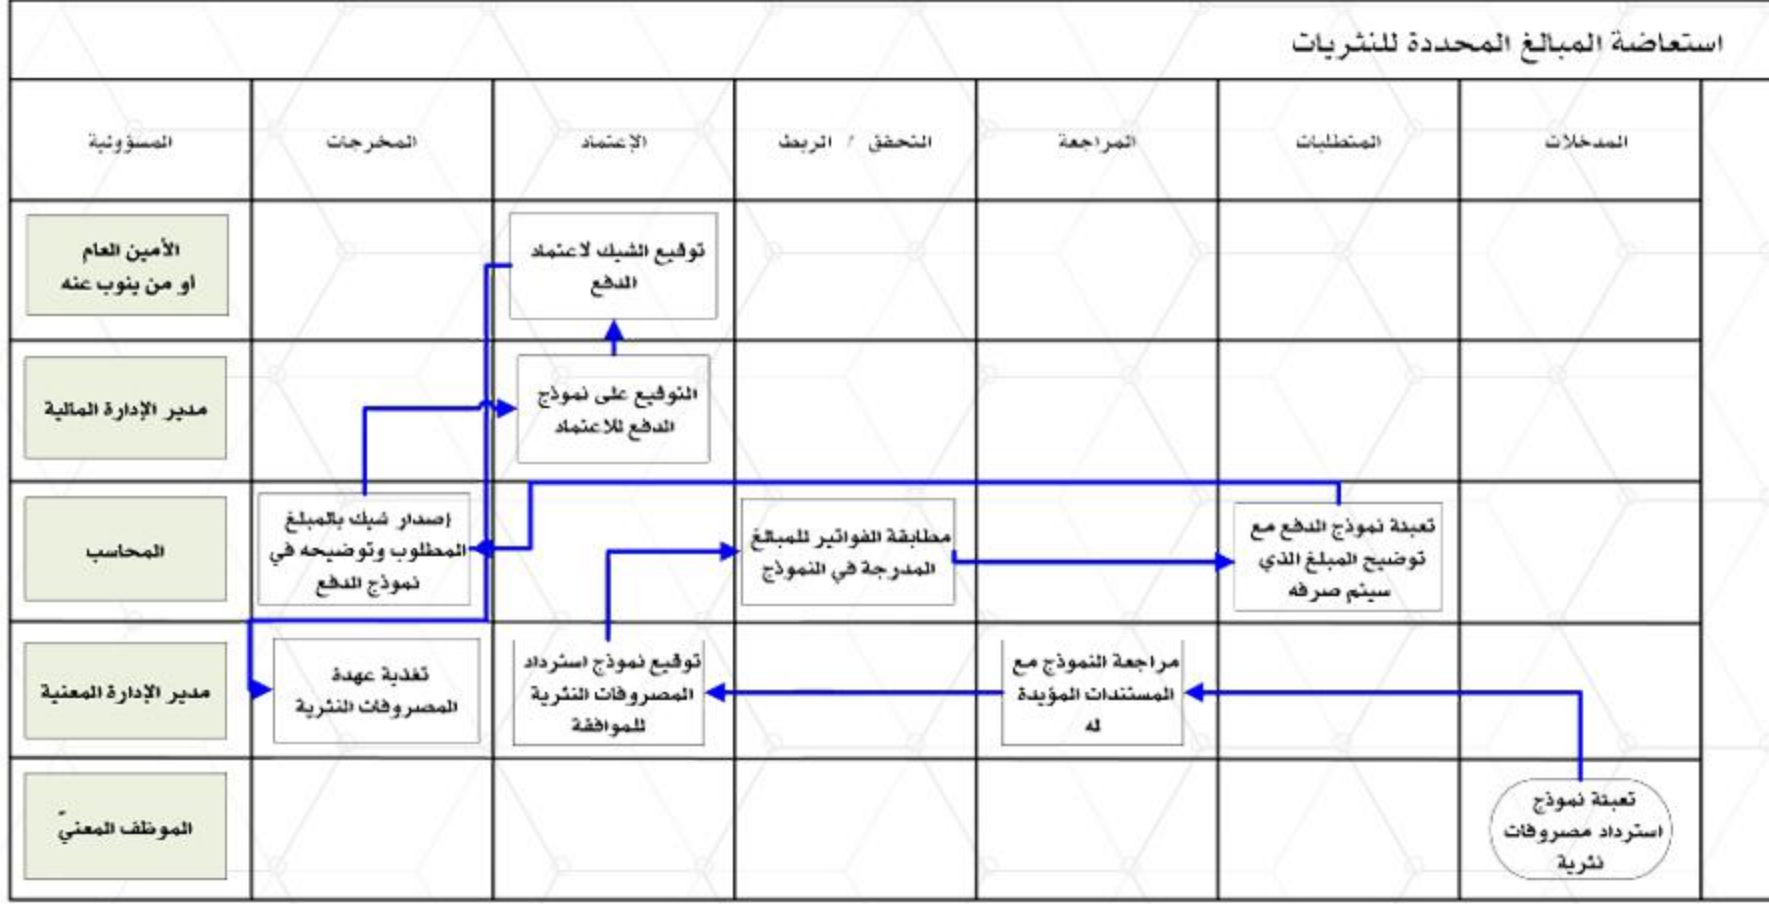 استعاضة المبالغ المحددة للنثريات
المدخلات
المتطلبات
المراجعة
التحقق / الربط
الإعتماد
المخرجات
المسؤولية
توقيع الشيك لاعتماد
الدفع
الأمين العام
أو من ينوب عنه
التوقيع على نموذج
الدفع للاعتماد
مدير الإدارة المالية
تعبئة نموذج الدفع مع
توضيح المبلغ الذي
سيتم صرفه
مطابقة الفواتير للمبالغ
المدرجة في النموذج
إصدار شيك بالمبلغ
المطلوب وتوضيحه في
نموذج الدفع
المحاسب
مراجعة النموذج مع
المستندات المؤيدة
له
توقيع نموذج استرداد
المصروفات النثرية
للموافقة
تغذية عهدة
المصروفات النثرية
مدير الإدارة المعنية
تعبئة نموذج
استرداد مصروفات
نثرية
الموظف المعنيّ